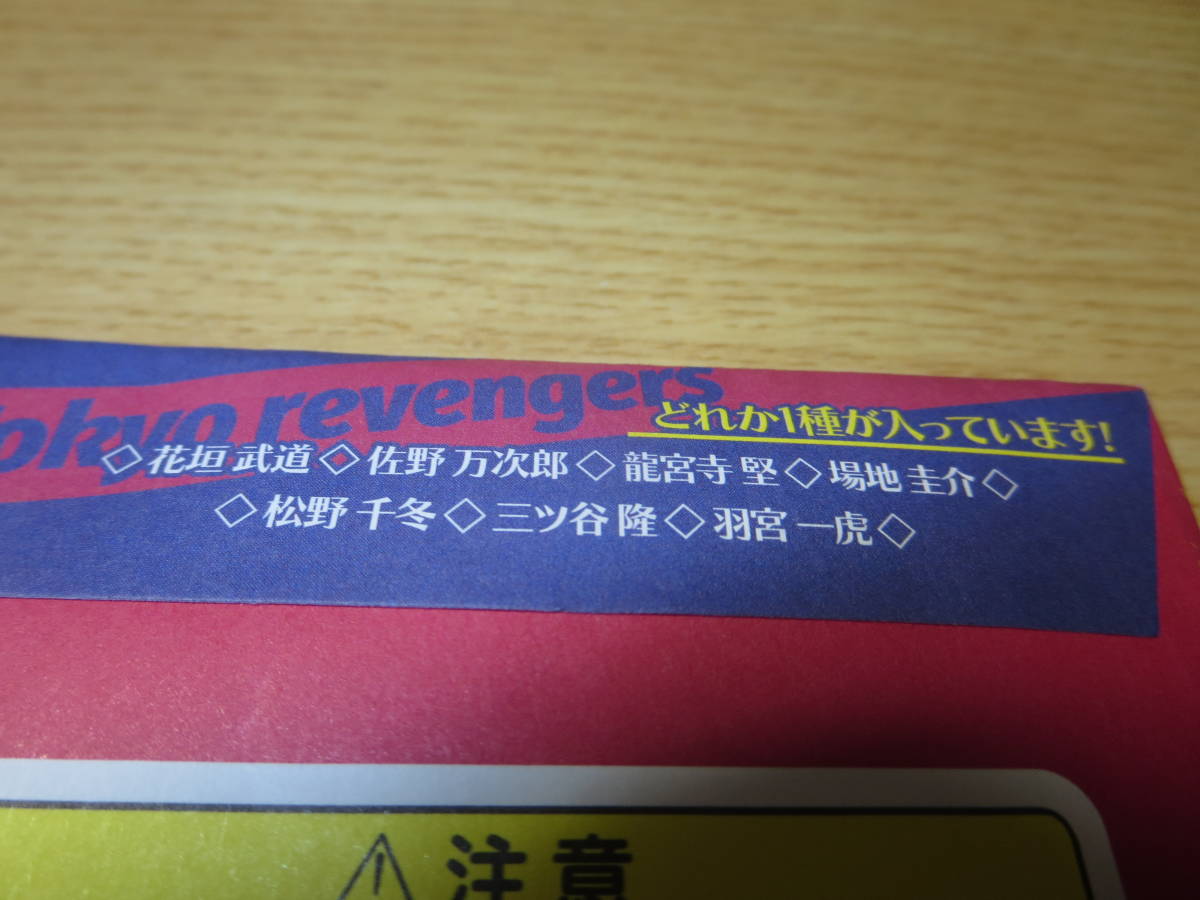 tokyo revengers
どれか1種が入っています!
◇花垣 武道◇佐野 万次郎◇龍宮寺 堅◇場地 圭介◇
◇松野 千冬◇三ツ谷 隆◇羽宮 一虎◇
⚠注意